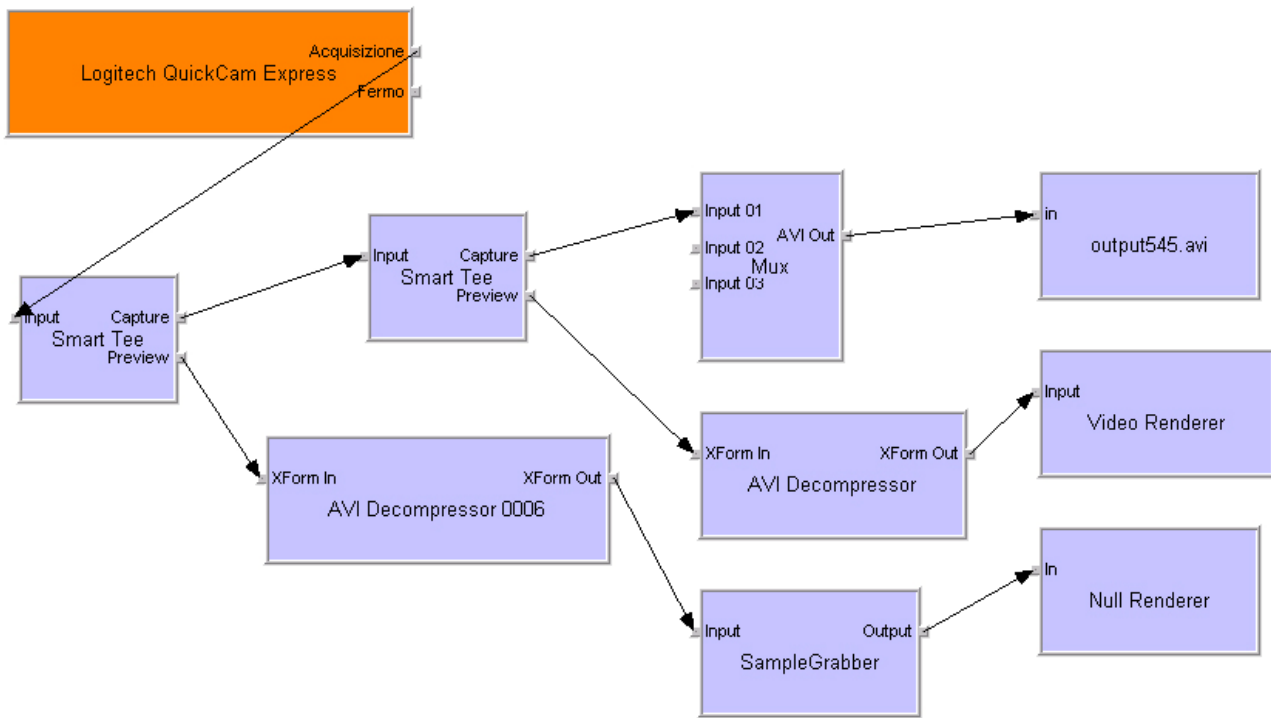 Acquisizione
Logitech QuickCam Express
Fermo
Input 01
AVI Out
Input 02
Mux
Input 03
in
output545.avi
Input
Capture
Smart Tee
Preview
Input
Capture
Smart Tee
Preview
Input
Video Renderer
XForm In
XForm Out
AVI Decompressor
XForm In
XForm Out
AVI Decompressor 0006
In
Null Renderer
Input
Output
SampleGrabber